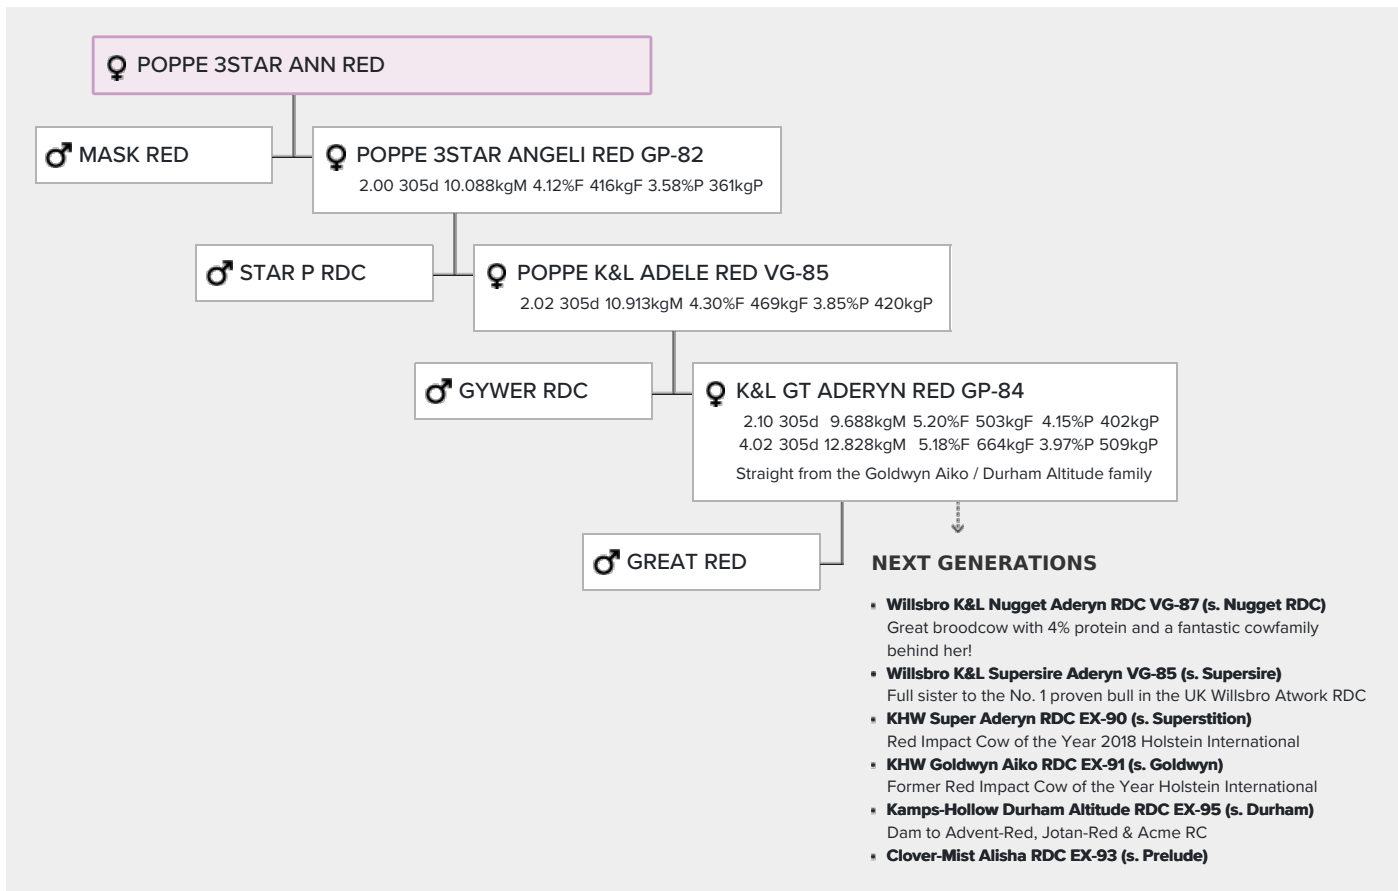 POPPE 3STAR ANN RED
MASK RED
POPPE 3STAR ANGELI RED GP-82
2.00 305d 10.088kgM 4.12%F 416kgF 3.58%P 361kgP
STAR P RDC
POPPE K&L ADELE RED VG-85
2.02 305d 10.913kgM 4.30%F 469kgF 3.85%P 420kgP
GYWER RDC
K&L GT ADERYN RED GP-84
2.10 305d 9.688kgM 5.20%F 503kgF 4.15%P 402kgP
4.02 305d 12.828kgM 5.18%F 664kgF 3.97%P 509kgP
Straight from the Goldwyn Aiko / Durham Altitude family
GREAT RED
NEXT GENERATIONS
Willsbro K&L Nugget Aderyn RDC VG-87 (s. Nugget RDC)
Great broodcow with 4% protein and a fantastic cowfamily
behind her!
Willsbro K&L Supersire Aderyn VG-85 (s. Supersire)
Full sister to the No. 1 proven bull in the UK Willsbro Atwork RDC
KHW Super Aderyn RDC EX-90 (s. Superstition)
Red Impact Cow of the Year 2018 Holstein International
KHW Goldwyn Aiko RDC EX-91 (s. Goldwyn)
Former Red Impact Cow of the Year Holstein International
Kamps-Hollow Durham Altitude RDC EX-95 (s. Durham)
Dam to Advent-Red, Jotan-Red & Acme RC
Clover-Mist Alisha RDC EX-93 (s. Prelude)